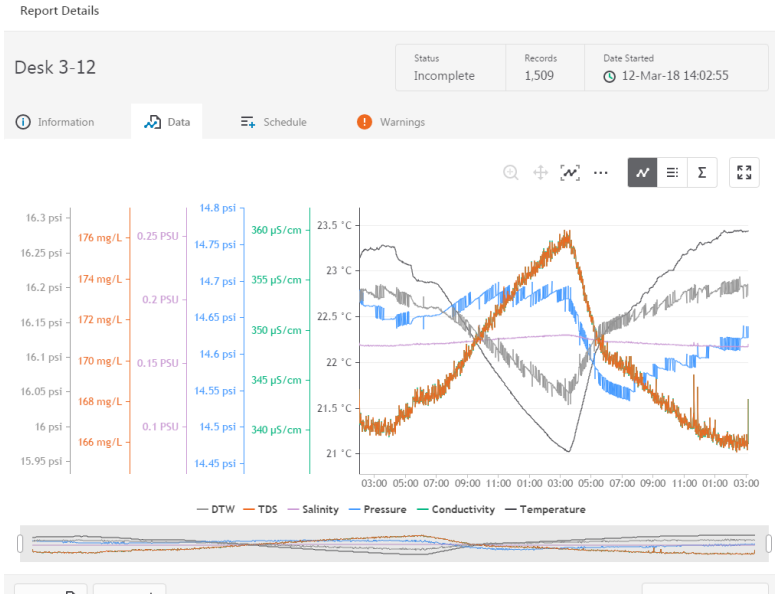 Report Details
Desk 3-12
Status
Incomplete
Records
1,509
Date Started
12-Mar-18 14:02:55
Information
Data
Schedule
Warnings
16.3 psi
16.25 psi
16.2 psi
16.15 psi
16.1 psi
16.05 psi
16 psi
15.95 psi
176 mg/L
174 mg/L
172 mg/L
170 mg/L
168 mg/L
166 mg/L
0.25 PSU
0.2 PSU
0.15 PSU
0.1 PSU
14.8 psi
14.75 psi
14.7 psi
14.65 psi
14.6 psi
14.55 psi
14.5 psi
14.45 psi
360 µS/cm
355 µS/cm
350 µS/cm
345 µS/cm
340 µS/cm
23.5 °C
23 °C
22.5 °C
22 °C
21.5 °C
21 °C
03:00 05:00 07:00 09:00 11:00 01:00 03:00 05:00 07:00 09:00 11:00 01:00 03:00
DTW TDS Salinity Pressure Conductivity Temperature